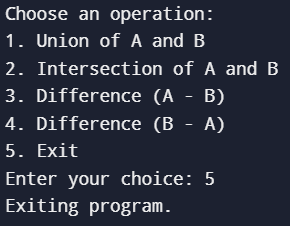 Choose an operation:
1. Union of A and B
2. Intersection of A and B
3. Difference (A - B)
4. Difference (B - A)
5. Exit
Enter your choice: 5
Exiting program.